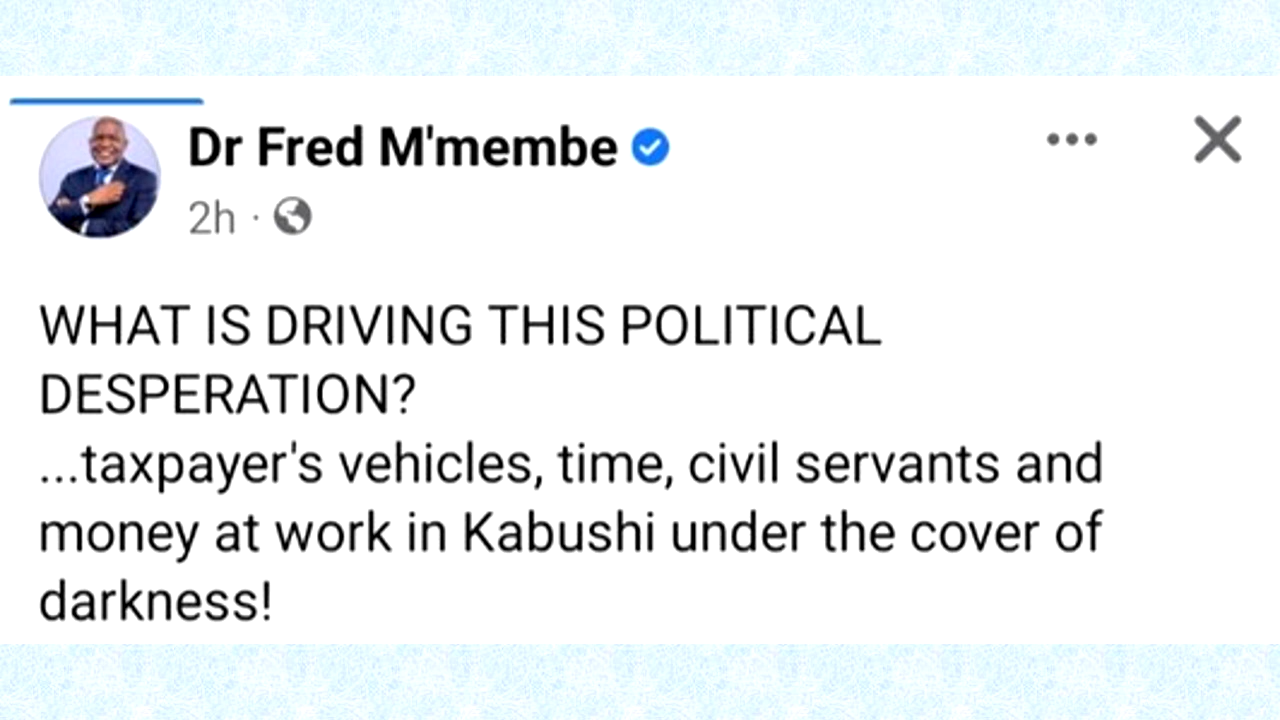 Dr Fred M'membe
2h ·
WHAT IS DRIVING THIS POLITICAL
DESPERATION?
...taxpayer's vehicles, time, civil servants and
money at work in Kabushi under the cover of
darkness!